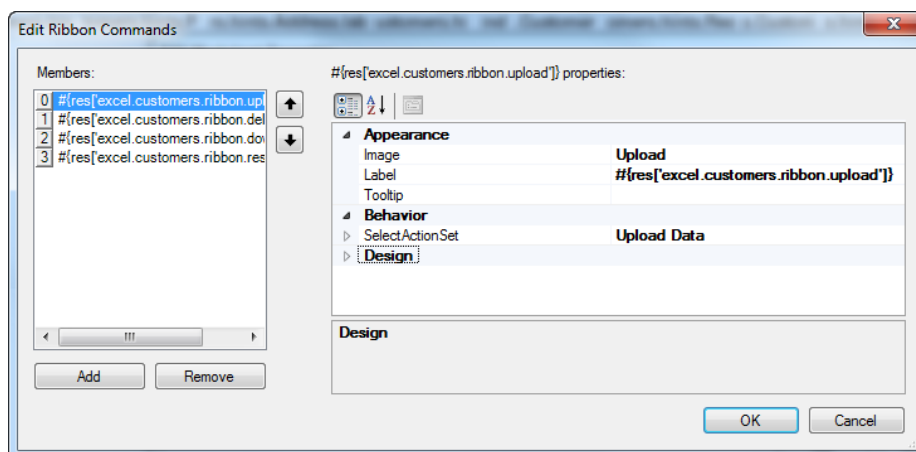 Edit Ribbon Commands
Members:
0 #{res['excel.customers.ribbon.upl
1 #{res['excel.customers.ribbon.del
2 #{res['excel.customers.ribbon.do
3 #{res['excel.customers.ribbon.res
Add
Remove
#{res['excel.customers.ribbon.upload']} properties:
Appearance
Image Upload
Label #{res['excel.customers.ribbon.upload']}
Tooltip
Behavior
SelectActionSet Upload Data
Design
Design
OK
Cancel